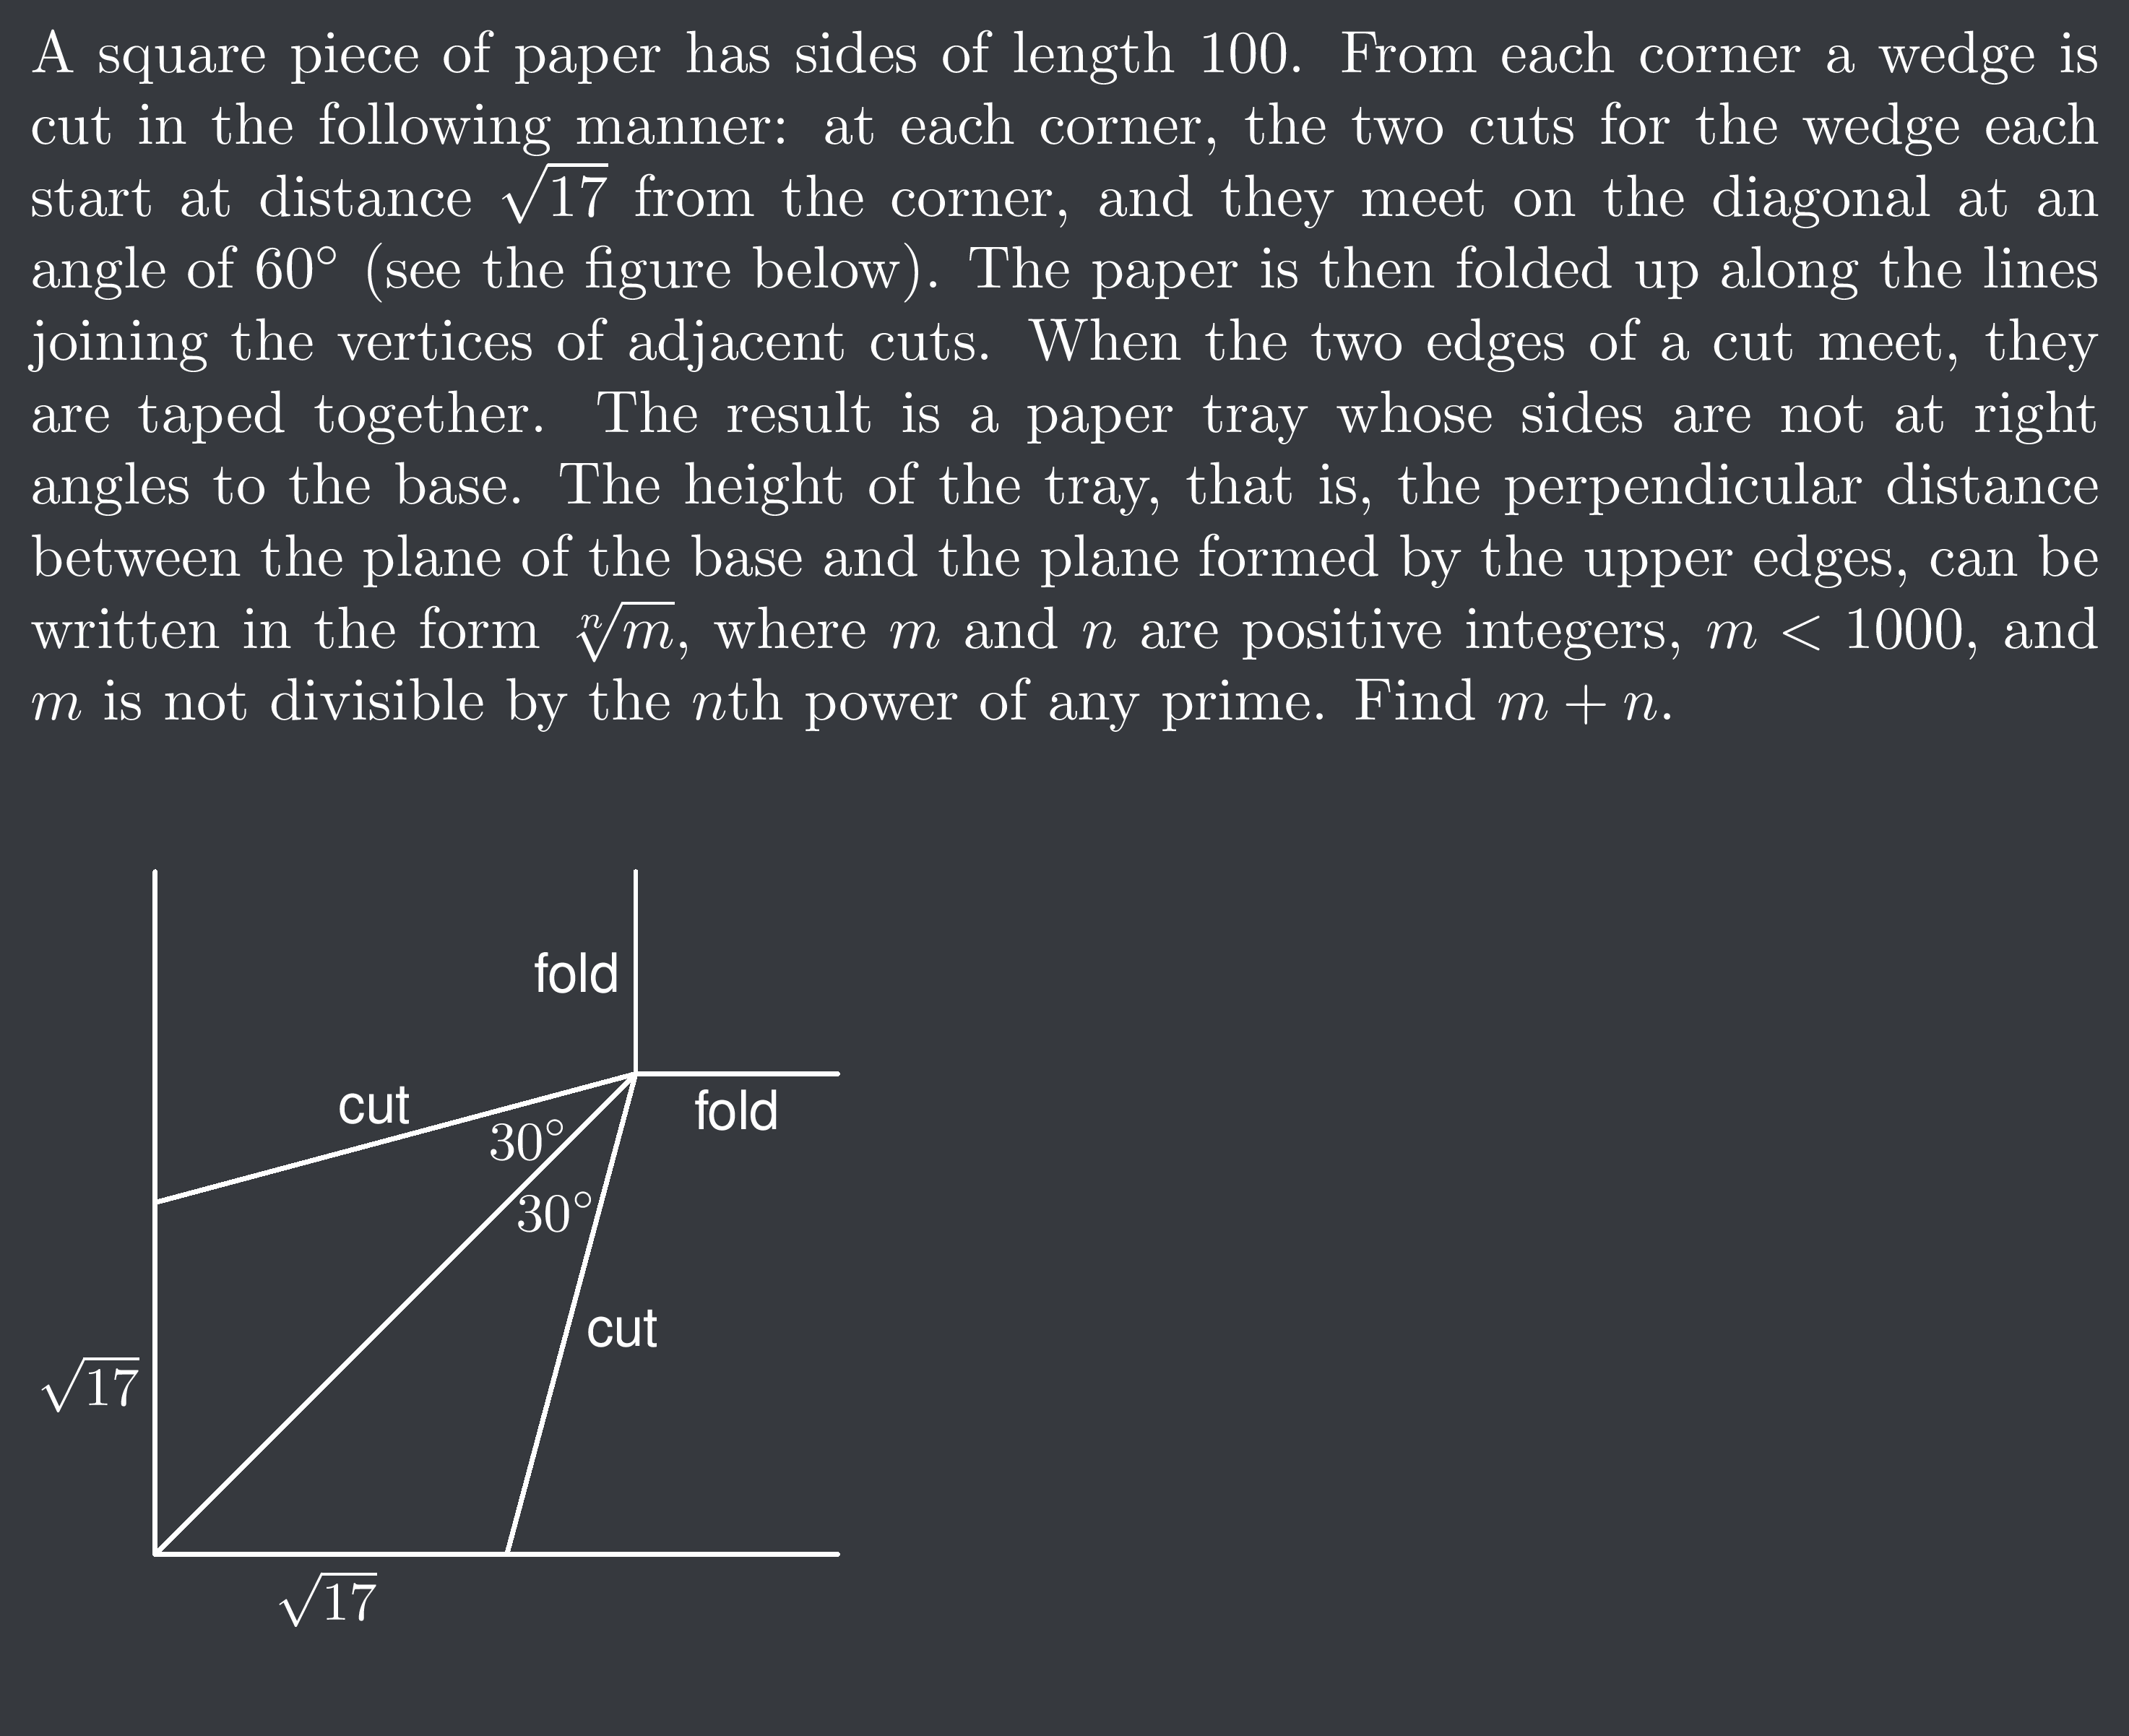 A square piece of paper has sides of length 100. From each corner a wedge is
cut in the following manner: at each corner, the two cuts for the wedge each
start at distance √17 from the corner, and they meet on the diagonal at an
angle of 60° (see the figure below). The paper is then folded up along the lines
joining the vertices of adjacent cuts. When the two edges of a cut meet, they
are taped together. The result is a paper tray whose sides are not at right
angles to the base. The height of the tray, that is, the perpendicular distance
between the plane of the base and the plane formed by the upper edges, can be
written in the form ⁿ√m, where m and n are positive integers, m < 1000, and
m is not divisible by the nth power of any prime. Find m + n.
fold
cut
fold
30°
30°
cut
√17
√17